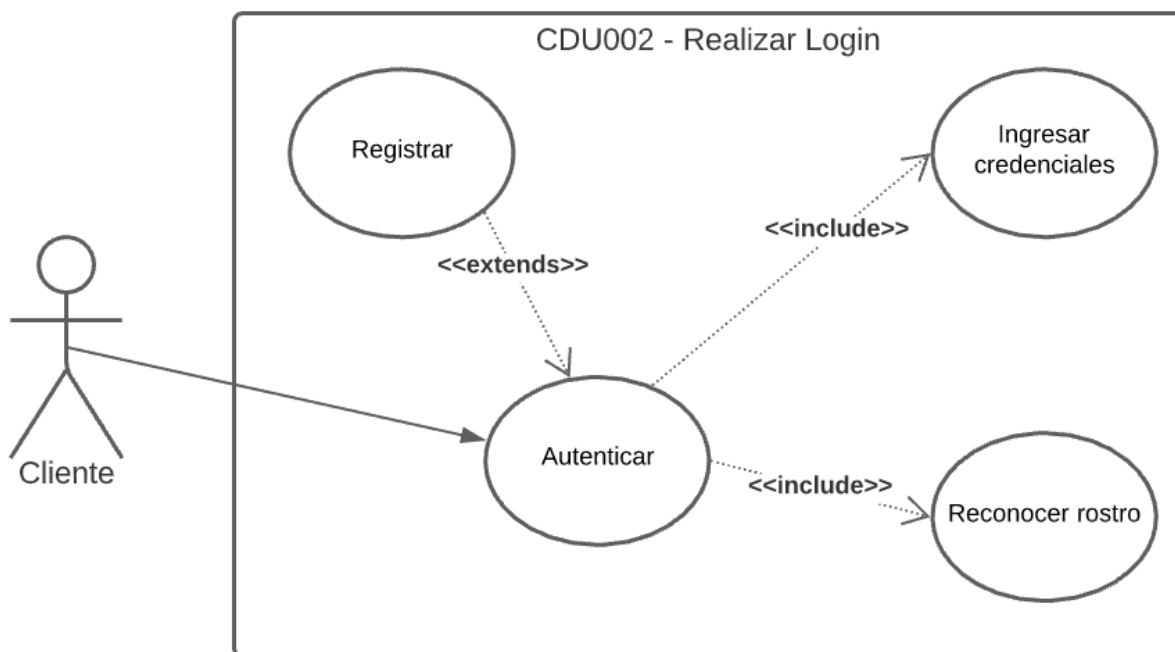 CDU002 - Realizar Login
Registrar
Ingresar
credenciales
<<include>>
<<extends>>
Autenticar
Cliente
<<include>>
Reconocer rostro